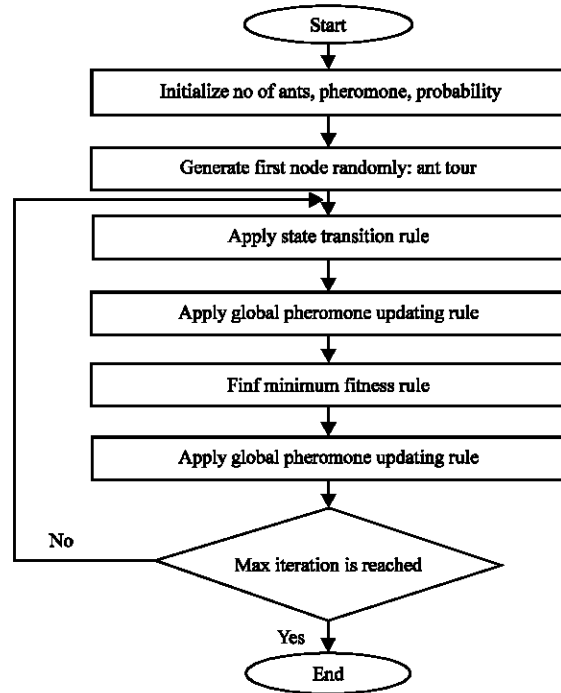 Start
Initialize no of ants, pheromone, probability
Generate first node randomly: ant tour
Apply state transition rule
Apply global pheromone updating rule
Finf minimum fitness rule
Apply global pheromone updating rule
No
Max iteration is reached
Yes
End